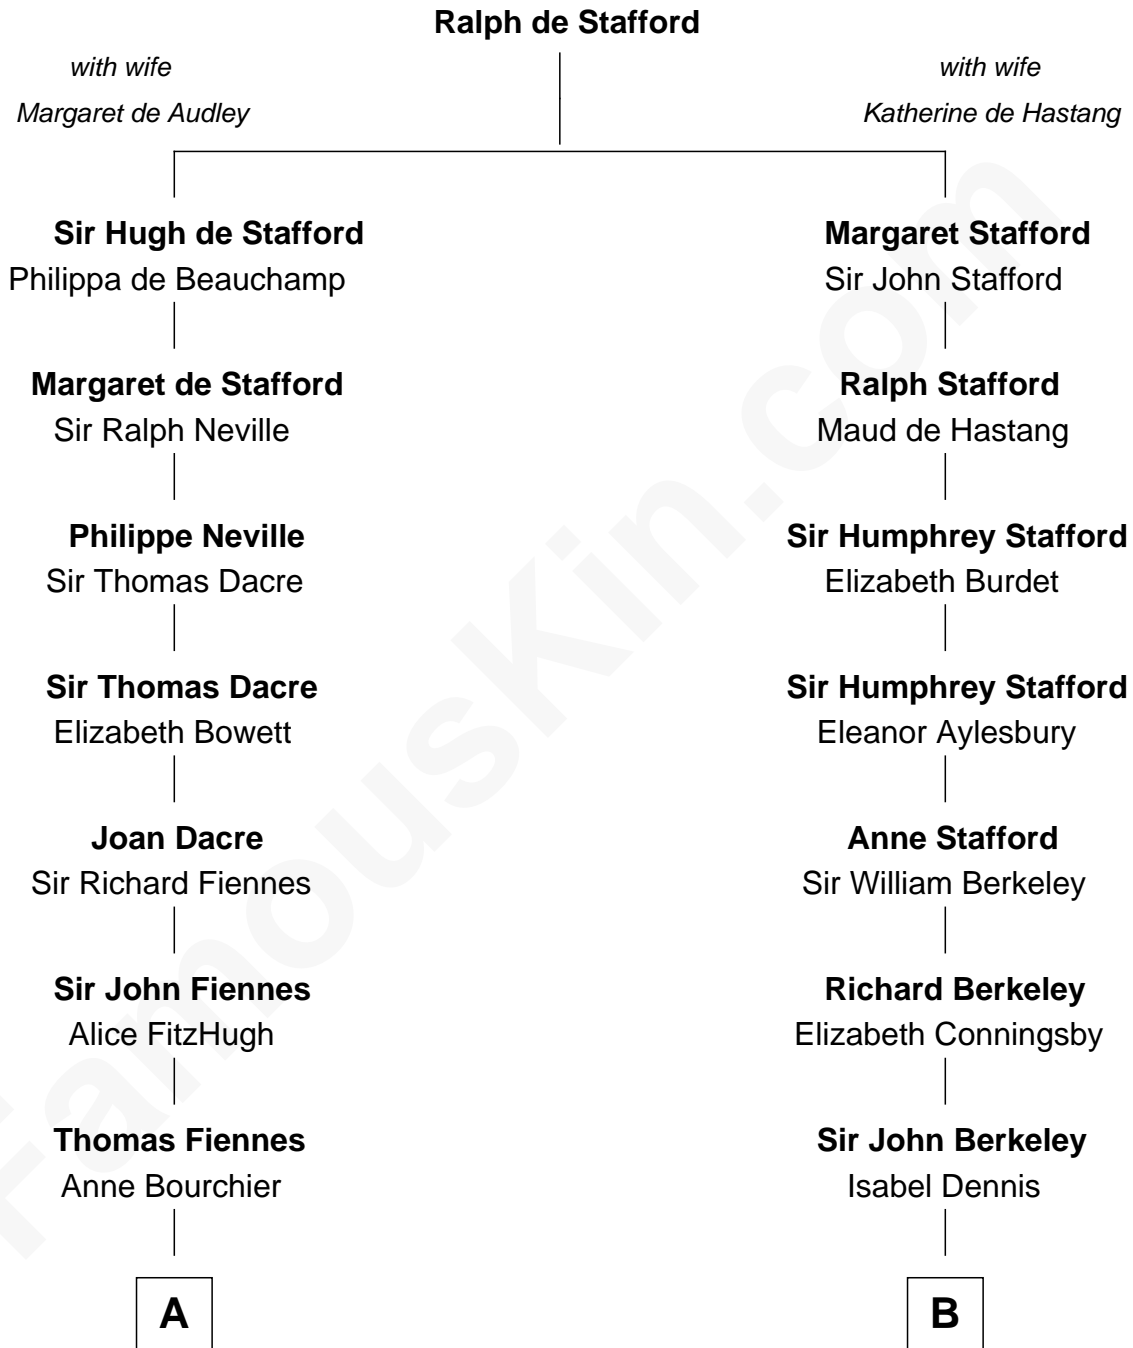 Ralph de Stafford
with wife
Margaret de Audley
with wife
Katherine de Hastang
Sir Hugh de Stafford
Philippa de Beauchamp
Margaret Stafford
Sir John Stafford
Margaret de Stafford
Sir Ralph Neville
Ralph Stafford
Maud de Hastang
Philippe Neville
Sir Thomas Dacre
Sir Humphrey Stafford
Elizabeth Burdet
Sir Thomas Dacre
Elizabeth Bowett
Sir Humphrey Stafford
Eleanor Aylesbury
Joan Dacre
Sir Richard Fiennes
Anne Stafford
Sir William Berkeley
Sir John Fiennes
Alice FitzHugh
Richard Berkeley
Elizabeth Conningsby
Thomas Fiennes
Anne Bourchier
Sir John Berkeley
Isabel Dennis
A
B
FamousKin.com